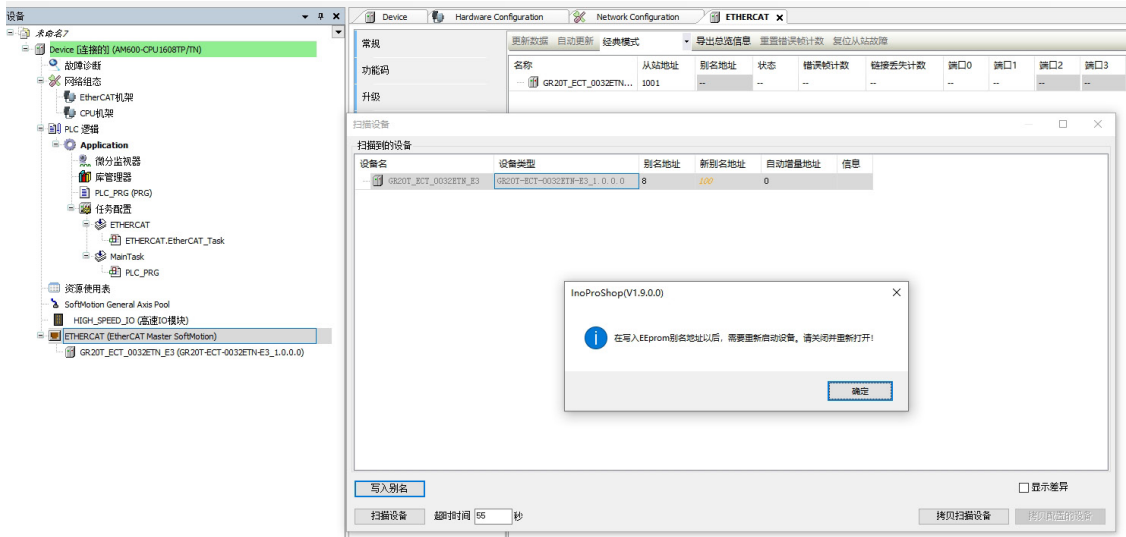 设备
未命名7
Device [连接的] (AM600-CPU1608TP/TN)
故障诊断
网络组态
EtherCAT机架
CPU机架
PLC 逻辑
Application
微分监视器
库管理器
PLC_PRG (PRG)
任务配置
ETHERCAT
ETHERCAT.EtherCAT_Task
MainTask
PLC_PRG
资源使用表
SoftMotion General Axis Pool
HIGH_SPEED_IO (高速IO模块)
ETHERCAT (EtherCAT Master SoftMotion)
GR20T_ECT_0032ETN_E3 (GR20T-ECT-0032ETN-E3_1.0.0.0)
Device Hardware Configuration Network Configuration ETHERCAT
常规
功能码
升级
更新数据 自动更新 经典模式 导出总览信息 重置错误帧计数 复位从站故障
名称 从站地址 别名地址 状态 错误帧计数 链接丢失计数 端口0 端口1 端口2 端口3
GR20T_ECT_0032ETN... 1001 -- -- -- -- -- -- -- --
扫描设备
扫描到的设备
设备名 设备类型 别名地址 新别名地址 自动增量地址 信息
GR20T_ECT_0032ETN_E3 GR20T-ECT-0032ETN-E3_1.0.0.0 8 100 0
InoProShop(V1.9.0.0)
在写入EEprom别名地址以后，需要重新启动设备。请关闭并重新打开!
确定
写入别名
显示差异
扫描设备 超时时间 55 秒
拷贝扫描设备 拷贝配置的设备